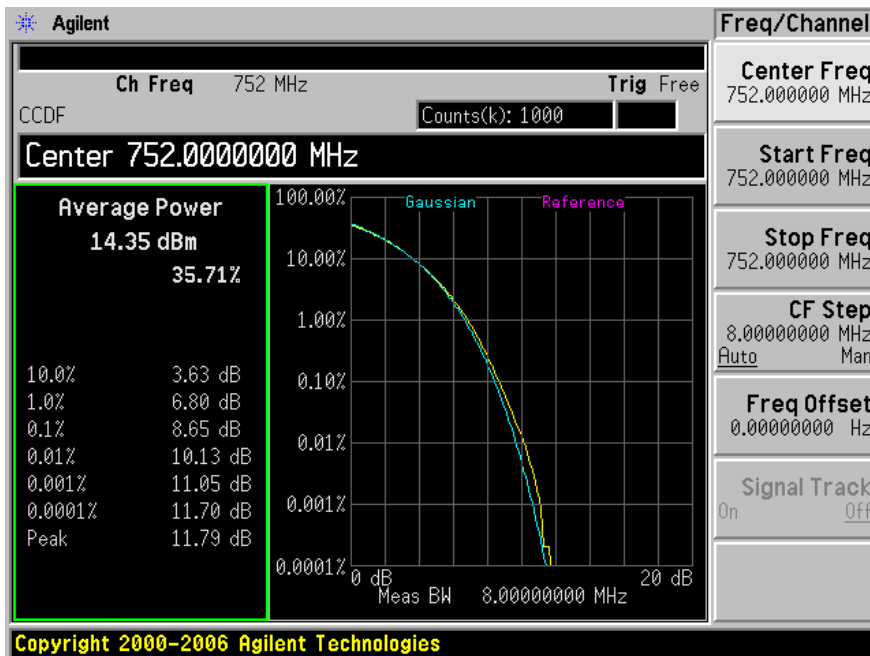 Agilent
Freq/Channel
Ch Freq 752 MHz Trig Free
CCDF Counts(k): 1000
Center 752.0000000 MHz
Average Power
14.35 dBm
35.71%
10.0% 3.63 dB
1.0% 6.80 dB
0.1% 8.65 dB
0.01% 10.13 dB
0.001% 11.05 dB
0.0001% 11.70 dB
Peak 11.79 dB
Gaussian Reference
100.00%
10.00%
1.00%
0.10%
0.01%
0.001%
0.0001%
0 dB 20 dB
Meas BW 8.00000000 MHz
Center Freq
752.000000 MHz
Start Freq
752.000000 MHz
Stop Freq
752.000000 MHz
CF Step
8.00000000 MHz
Auto Man
Freq Offset
0.00000000 Hz
Signal Track
On Off
Copyright 2000-2006 Agilent Technologies